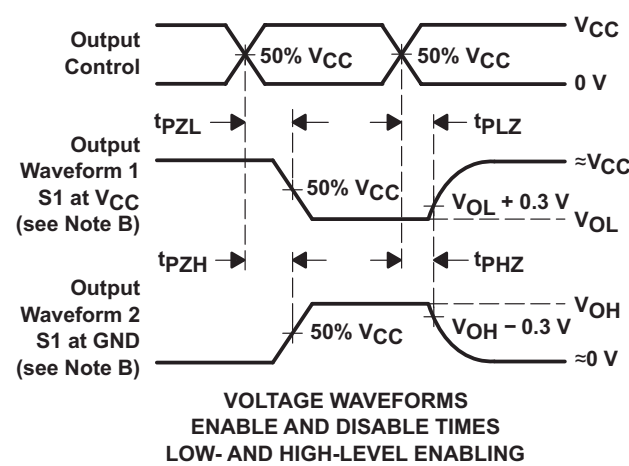 Output
Control
50% VCC
50% VCC
VCC
0 V
tPZL
tPLZ
Output
Waveform 1
S1 at VCC
(see Note B)
50% VCC
≈VCC
VOL + 0.3 V
VOL
tPZH
tPHZ
Output
Waveform 2
S1 at GND
(see Note B)
50% VCC
VOH
VOH − 0.3 V
≈0 V
VOLTAGE WAVEFORMS
ENABLE AND DISABLE TIMES
LOW- AND HIGH-LEVEL ENABLING